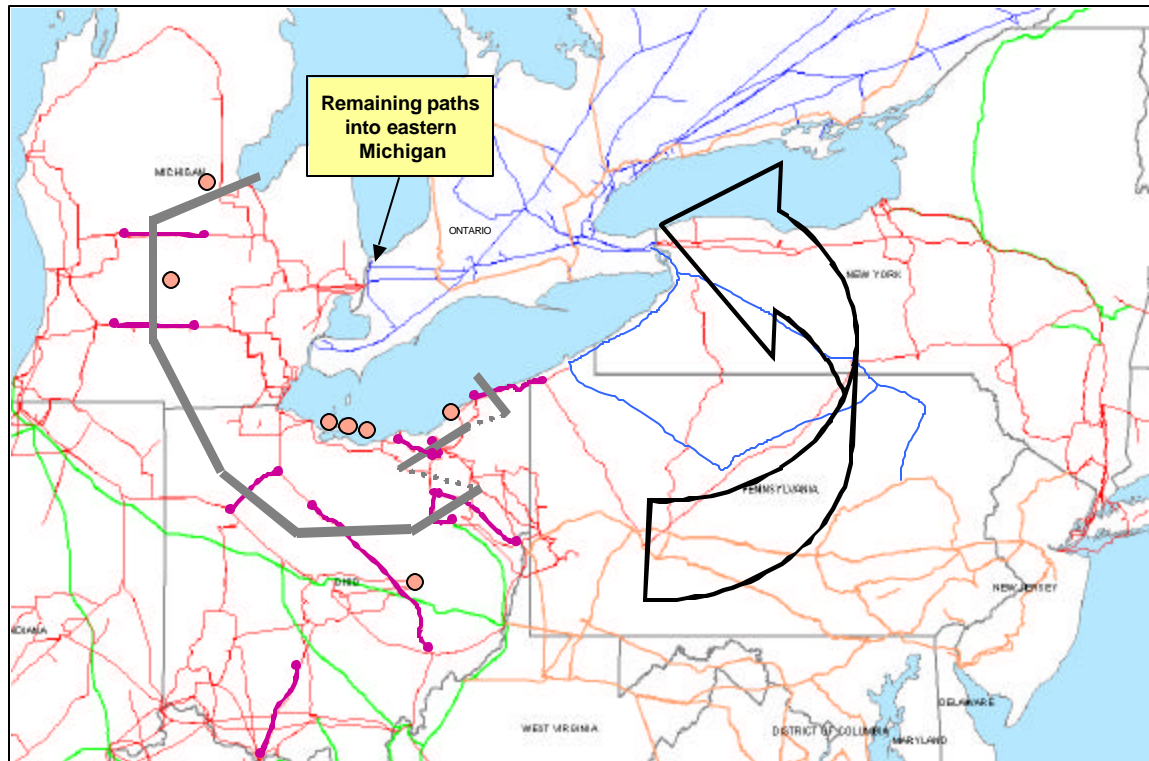 Remaining paths
into eastern
Michigan
MICHIGAN
ONTARIO
NEW YORK
PENNSYLVANIA
OHIO
NEW JERSEY
INDIANA
DELAWARE
WEST VIRGINIA
DISTRICT OF COLUMBIA
MARYLAND